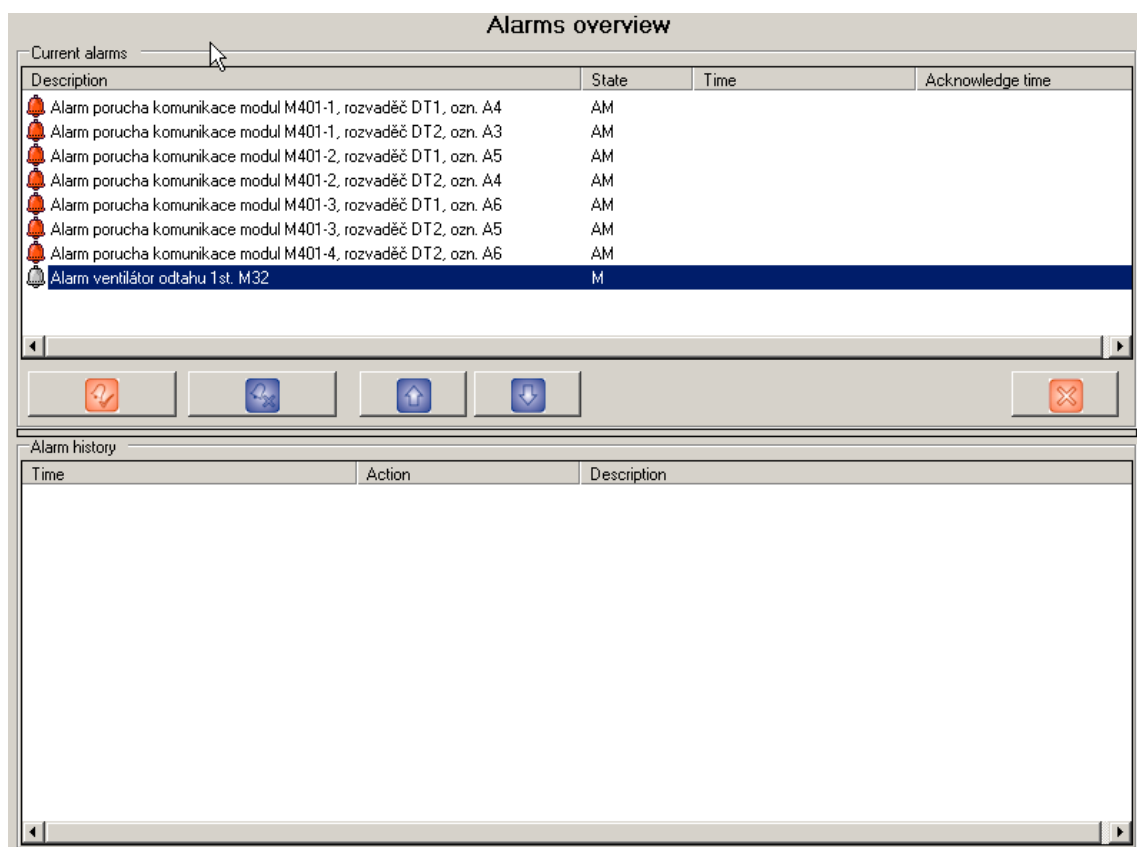 Alarms overview
Current alarms
Description State Time Acknowledge time
Alarm porucha komunikace modul M401-1, rozvaděč DT1, ozn. A4 AM
Alarm porucha komunikace modul M401-1, rozvaděč DT2, ozn. A3 AM
Alarm porucha komunikace modul M401-2, rozvaděč DT1, ozn. A5 AM
Alarm porucha komunikace modul M401-2, rozvaděč DT2, ozn. A4 AM
Alarm porucha komunikace modul M401-3, rozvaděč DT1, ozn. A6 AM
Alarm porucha komunikace modul M401-3, rozvaděč DT2, ozn. A5 AM
Alarm porucha komunikace modul M401-4, rozvaděč DT2, ozn. A6 AM
Alarm ventilátor odtahu 1st. M32 M
Alarm history
Time Action Description